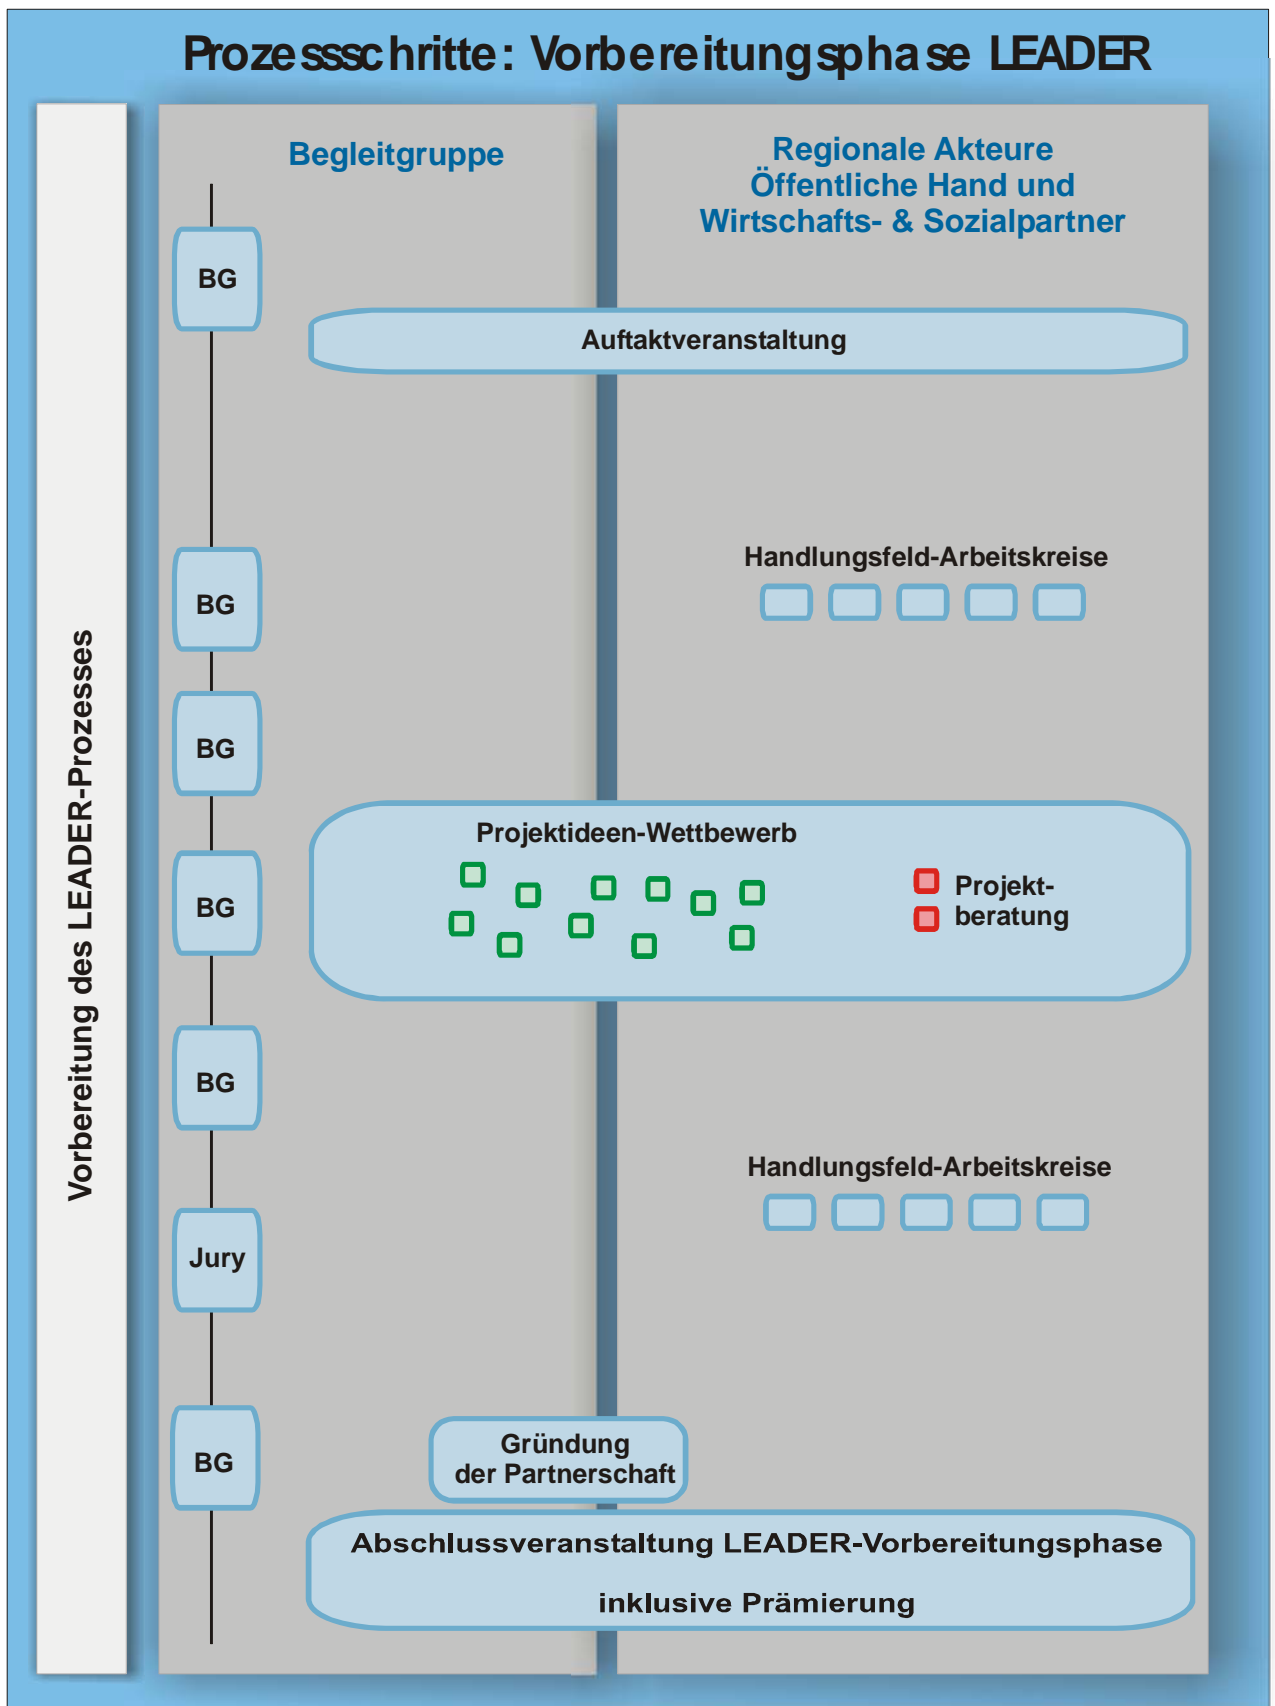 Prozessschritte: Vorbereitungsphase LEADER
Vorbereitung des LEADER-Prozesses
Begleitgruppe
Regionale Akteure
Öffentliche Hand und
Wirtschafts- & Sozialpartner
BG
Auftaktveranstaltung
Handlungsfeld-Arbeitskreise
BG
BG
Projektideen-Wettbewerb
Projekt-
beratung
BG
BG
Handlungsfeld-Arbeitskreise
Jury
Gründung
der Partnerschaft
BG
Abschlussveranstaltung LEADER-Vorbereitungsphase
inklusive Prämierung